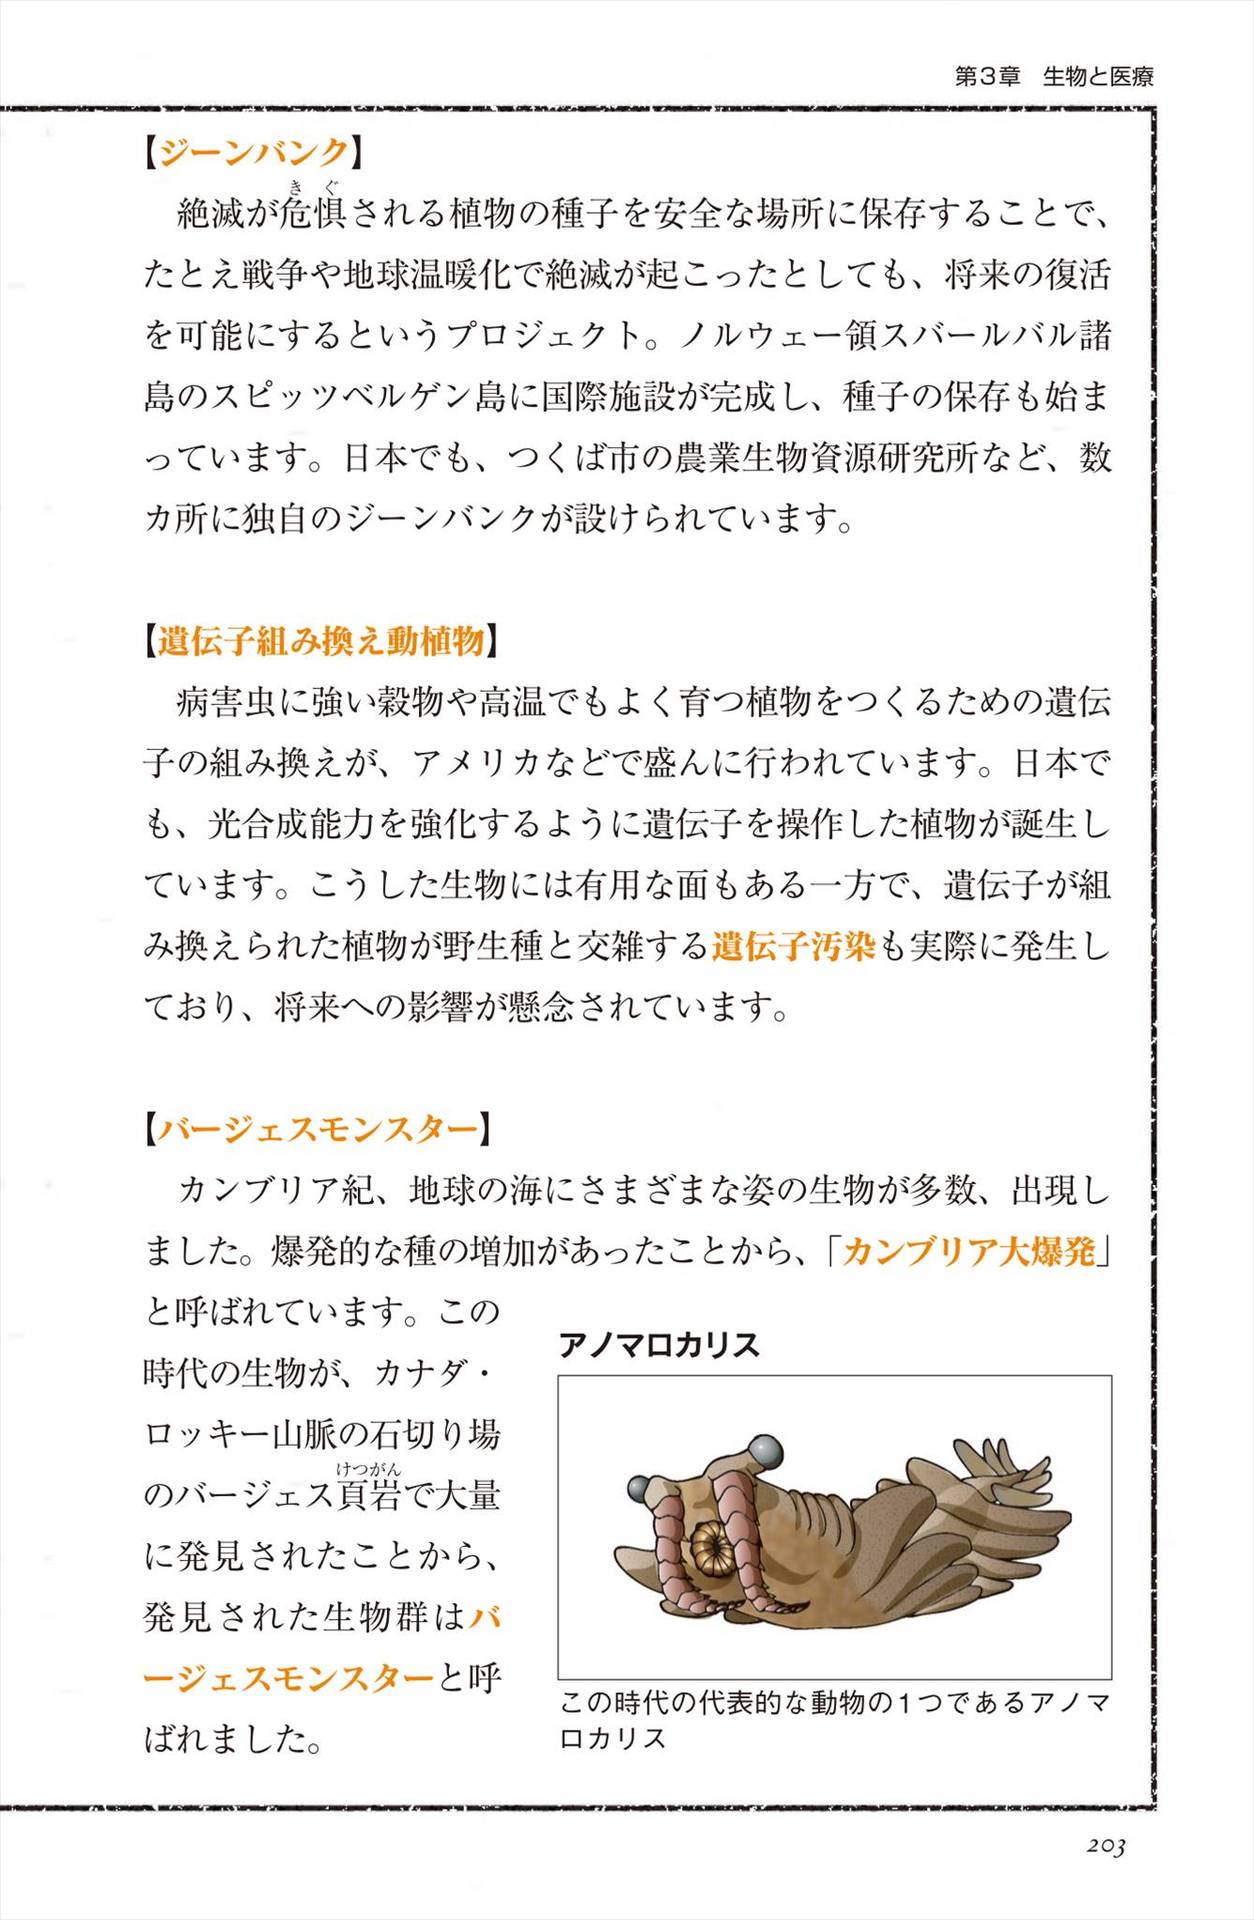 第3章 生物と医療
【ジーンバンク】
絶滅が危惧される植物の種子を安全な場所に保存することで、
たとえ戦争や地球温暖化で絶滅が起こったとしても、将来の復活
を可能にするというプロジェクト。ノルウェー領スバールバル諸
島のスピッツベルゲン島に国際施設が完成し、種子の保存も始ま
っています。日本でも、つくば市の農業生物資源研究所など、数
カ所に独自のジーンバンクが設けられています。
【遺伝子組み換え動植物】
病害虫に強い穀物や高温でもよく育つ植物をつくるための遺伝
子の組み換えが、アメリカなどで盛んに行われています。日本で
も、光合成能力を強化するように遺伝子を操作した植物が誕生し
ています。こうした生物には有用な面もある一方で、遺伝子が組
み換えられた植物が野生種と交雑する遺伝子汚染も実際に発生し
ており、将来への影響が懸念されています。
【バージェスモンスター】
カンブリア紀、地球の海にさまざまな姿の生物が多数、出現し
ました。爆発的な種の増加があったことから、「カンブリア大爆発」
と呼ばれています。この
時代の生物が、カナダ・
ロッキー山脈の石切り場
のバージェス頁岩で大量
に発見されたことから、
発見された生物群はバ
ージェスモンスターと呼
ばれました。
アノマロカリス
この時代の代表的な動物の1つであるアノマ
ロカリス
203